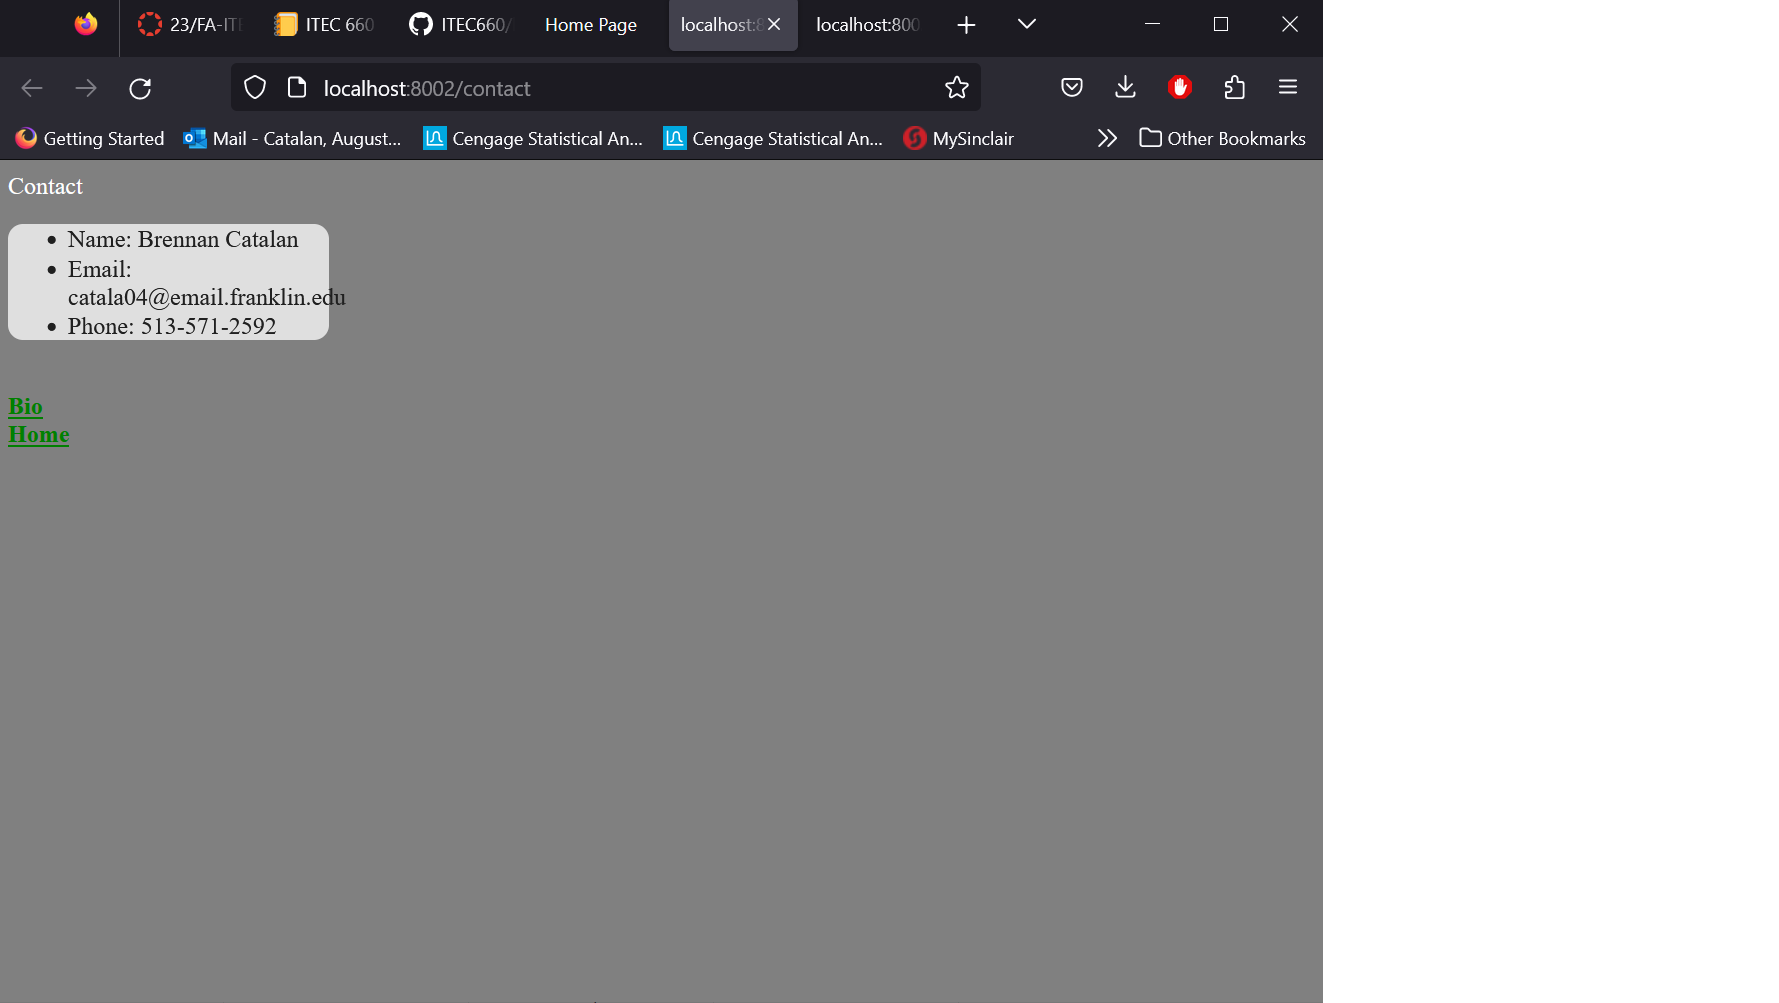 23/FA-ITE
ITEC 660
ITEC660/
Home Page
localhost:8
localhost:800
localhost:8002/contact
Getting Started
Mail - Catalan, August...
Cengage Statistical An...
Cengage Statistical An...
MySinclair
Other Bookmarks
Contact
Name: Brennan Catalan
Email:
catala04@email.franklin.edu
Phone: 513-571-2592
Bio
Home